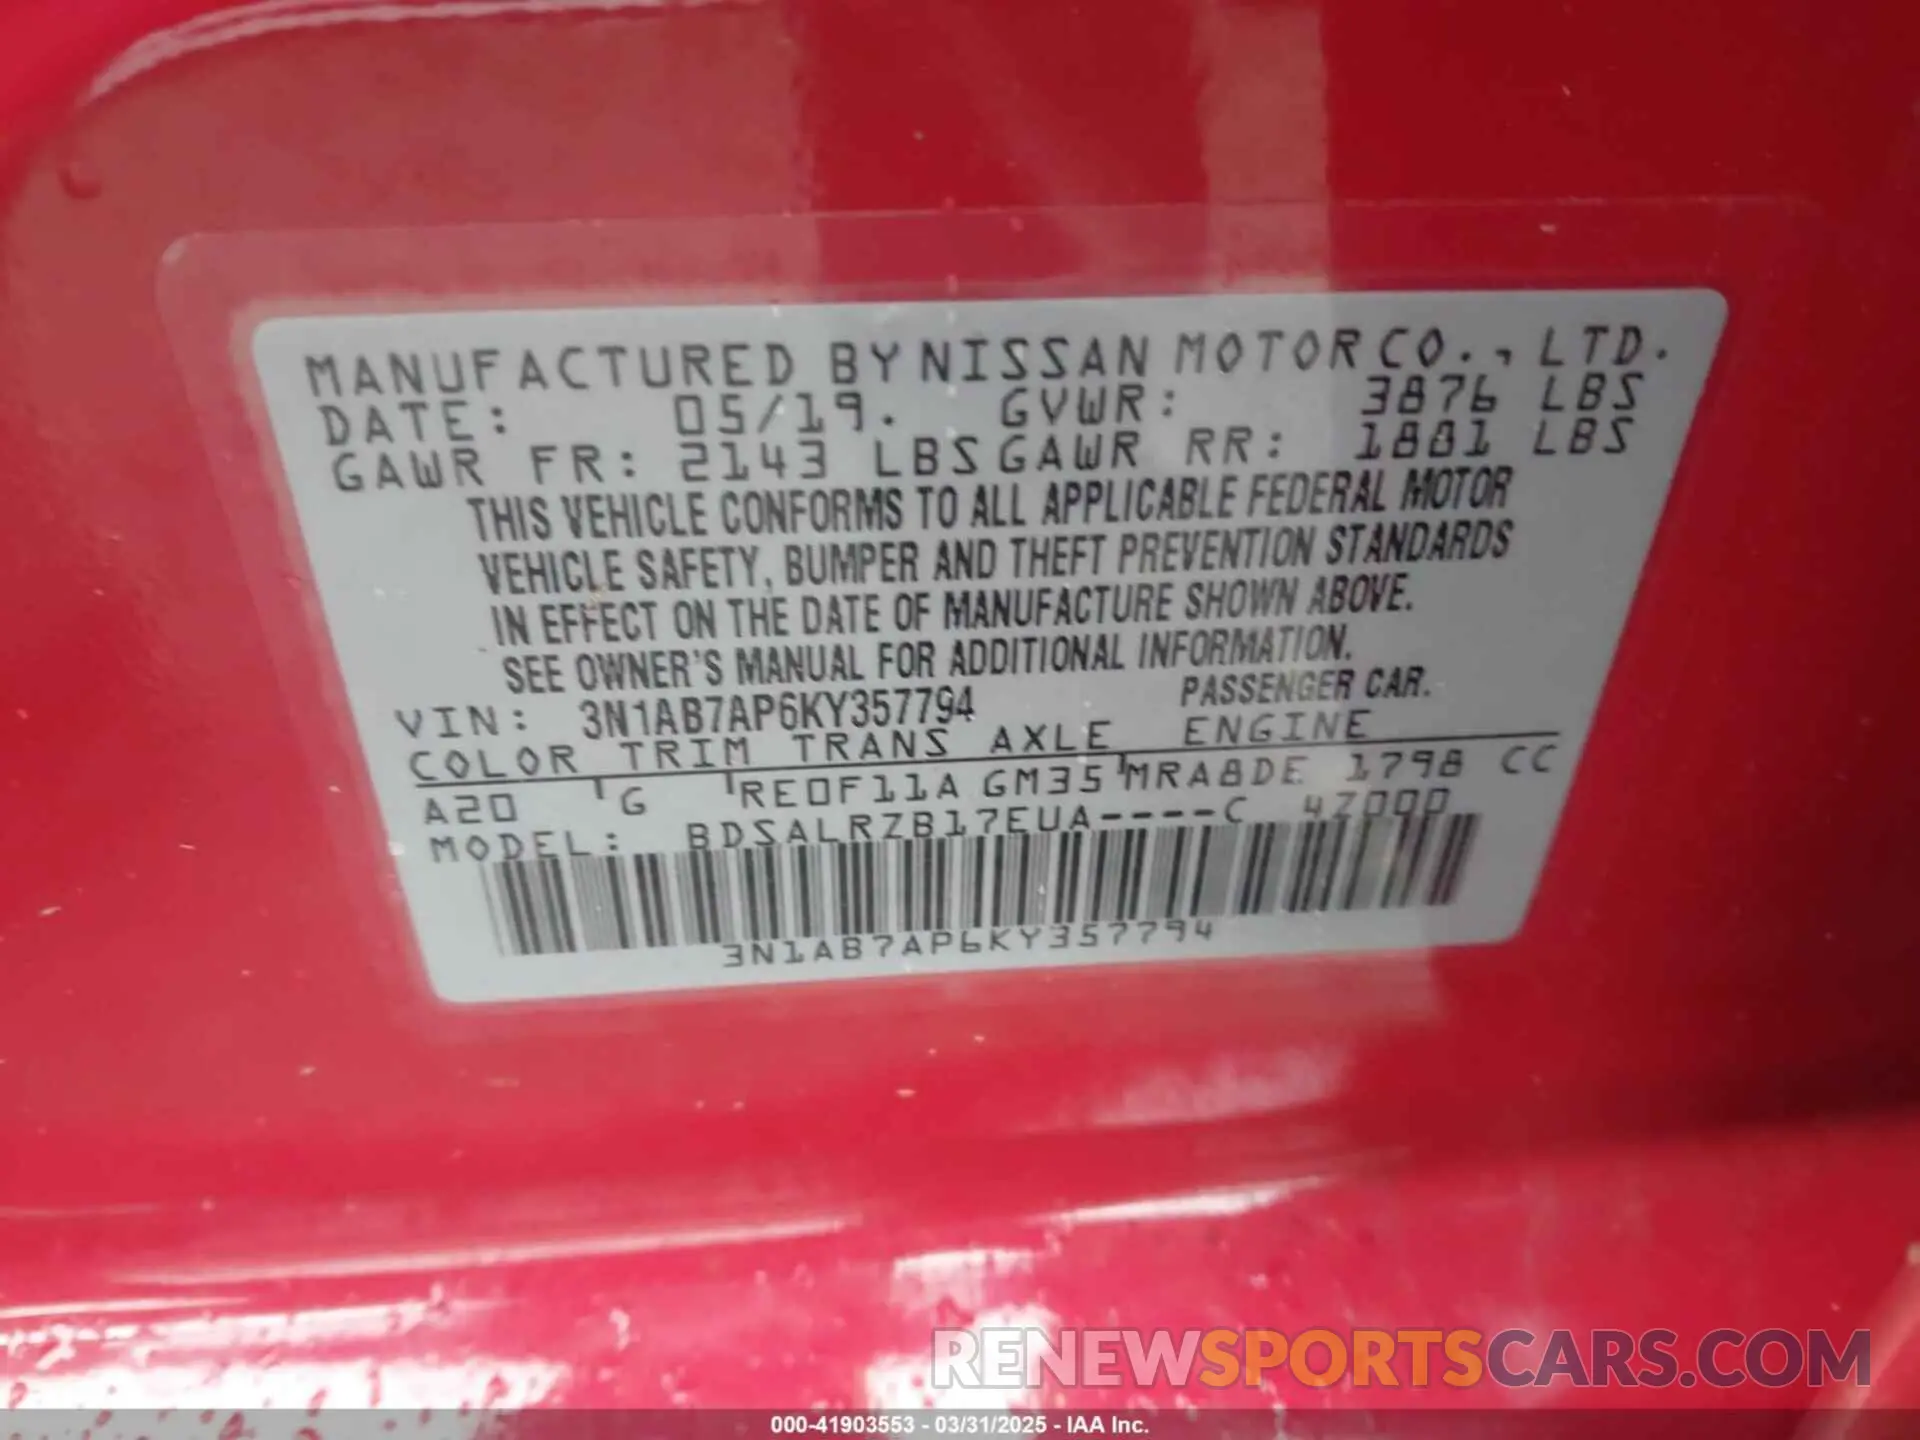 MANUFACTURED BY NISSAN MOTOR CO., LTD.
DATE: 05/19. GVWR: 3876 LBS
GAWR FR: 2143 LBS GAWR RR: 1881 LBS
THIS VEHICLE CONFORMS TO ALL APPLICABLE FEDERAL MOTOR
VEHICLE SAFETY, BUMPER AND THEFT PREVENTION STANDARDS
IN EFFECT ON THE DATE OF MANUFACTURE SHOWN ABOVE.
SEE OWNER'S MANUAL FOR ADDITIONAL INFORMATION.
VIN: 3N1AB7AP6KY357794 PASSENGER CAR.
COLOR TRIM TRANS AXLE ENGINE
A20 G RE0F11A GM35 MRA8DE 1798 CC
MODEL: BDSALRZB17EUA----C 4Z000
3N1AB7AP6KY357794
RENEWSPORTSCARS.COM
000-41903553 - 03/31/2025 - IAA Inc.